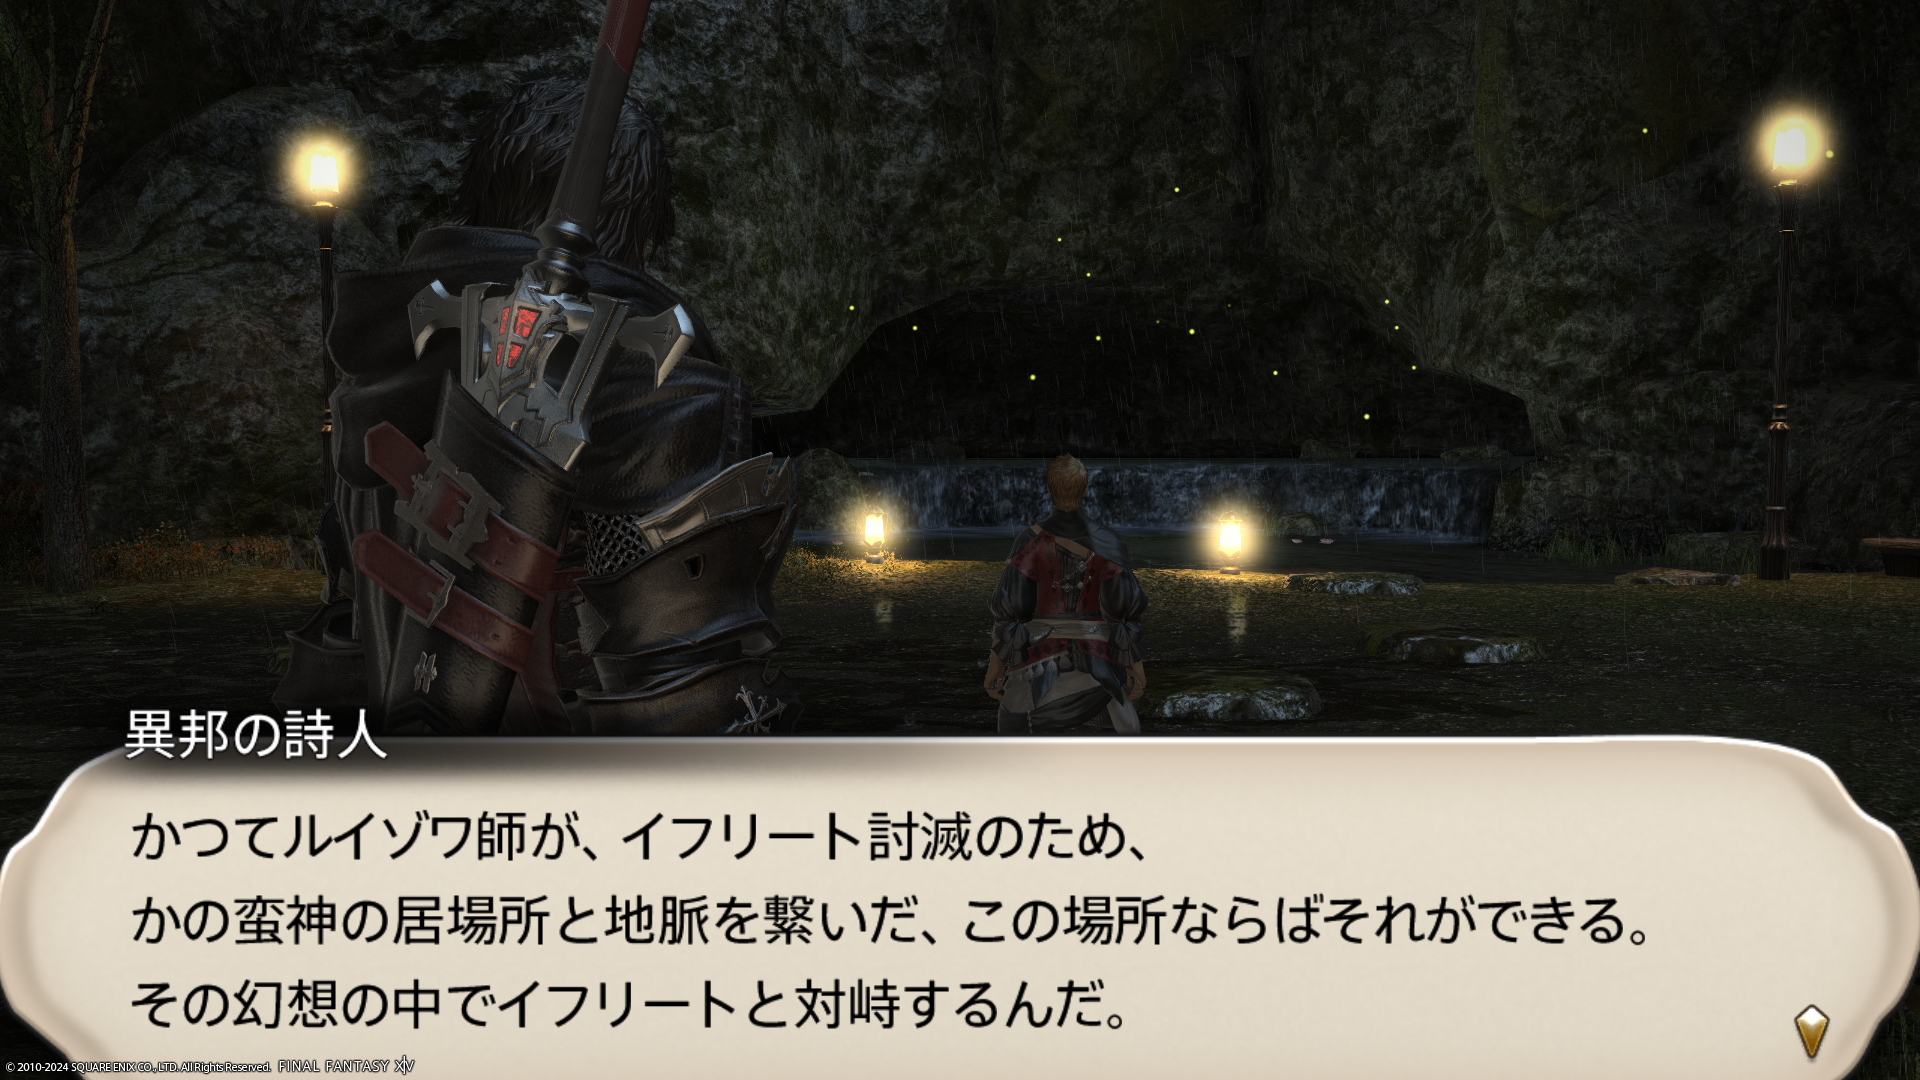 異邦の詩人
かつてルイゾワ師が、イフリート討滅のため、
かの蛮神の居場所と地脈を繋いだ、この場所ならばそれができる。
その幻想の中でイフリートと対峙するんだ。
© 2010-2024 SQUARE ENIX CO., LTD. All Rights Reserved. FINAL FANTASY XIV